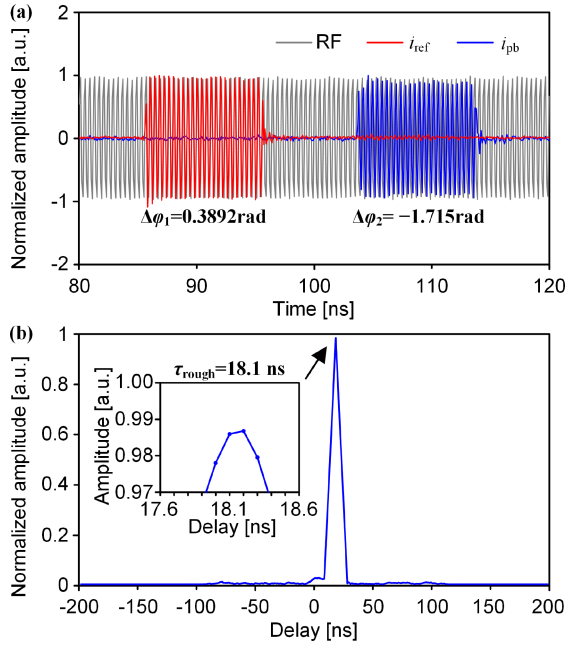 (a)
RF
i_ref
i_pb
Normalized amplitude [a.u.]
2
1
0
-1
-2
Δφ₁=0.3892rad
Δφ₂= −1.715rad
80
90
100
110
120
Time [ns]
(b)
Normalized amplitude [a.u.]
1
0.8
0.6
0.4
0.2
0
τ_rough=18.1 ns
Amplitude [a.u.]
1.00
0.99
0.98
0.97
17.6
18.1
18.6
Delay [ns]
-200
-150
-100
-50
0
50
100
150
200
Delay [ns]